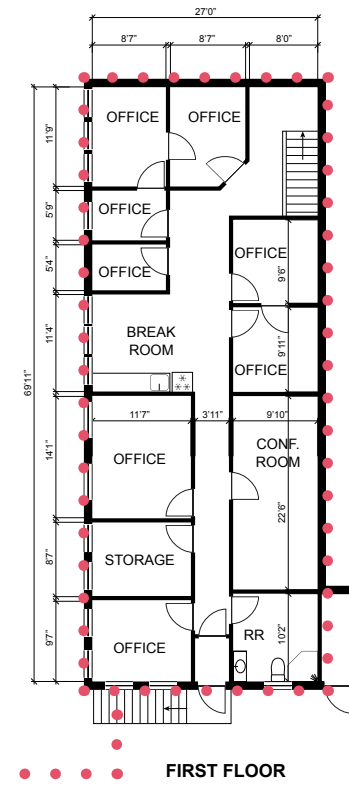 27'0"
8'7" 8'7" 8'0"
OFFICE OFFICE
11'9"
OFFICE
5'9"
OFFICE
9'6"
OFFICE
5'4"
BREAK
ROOM
11'4"
9'11"
OFFICE
69'11"
11'7" 3'11" 9'10"
CONF.
ROOM
OFFICE
14'1"
22'6"
STORAGE
8'7"
10'2"
RR
OFFICE
9'7"
FIRST FLOOR